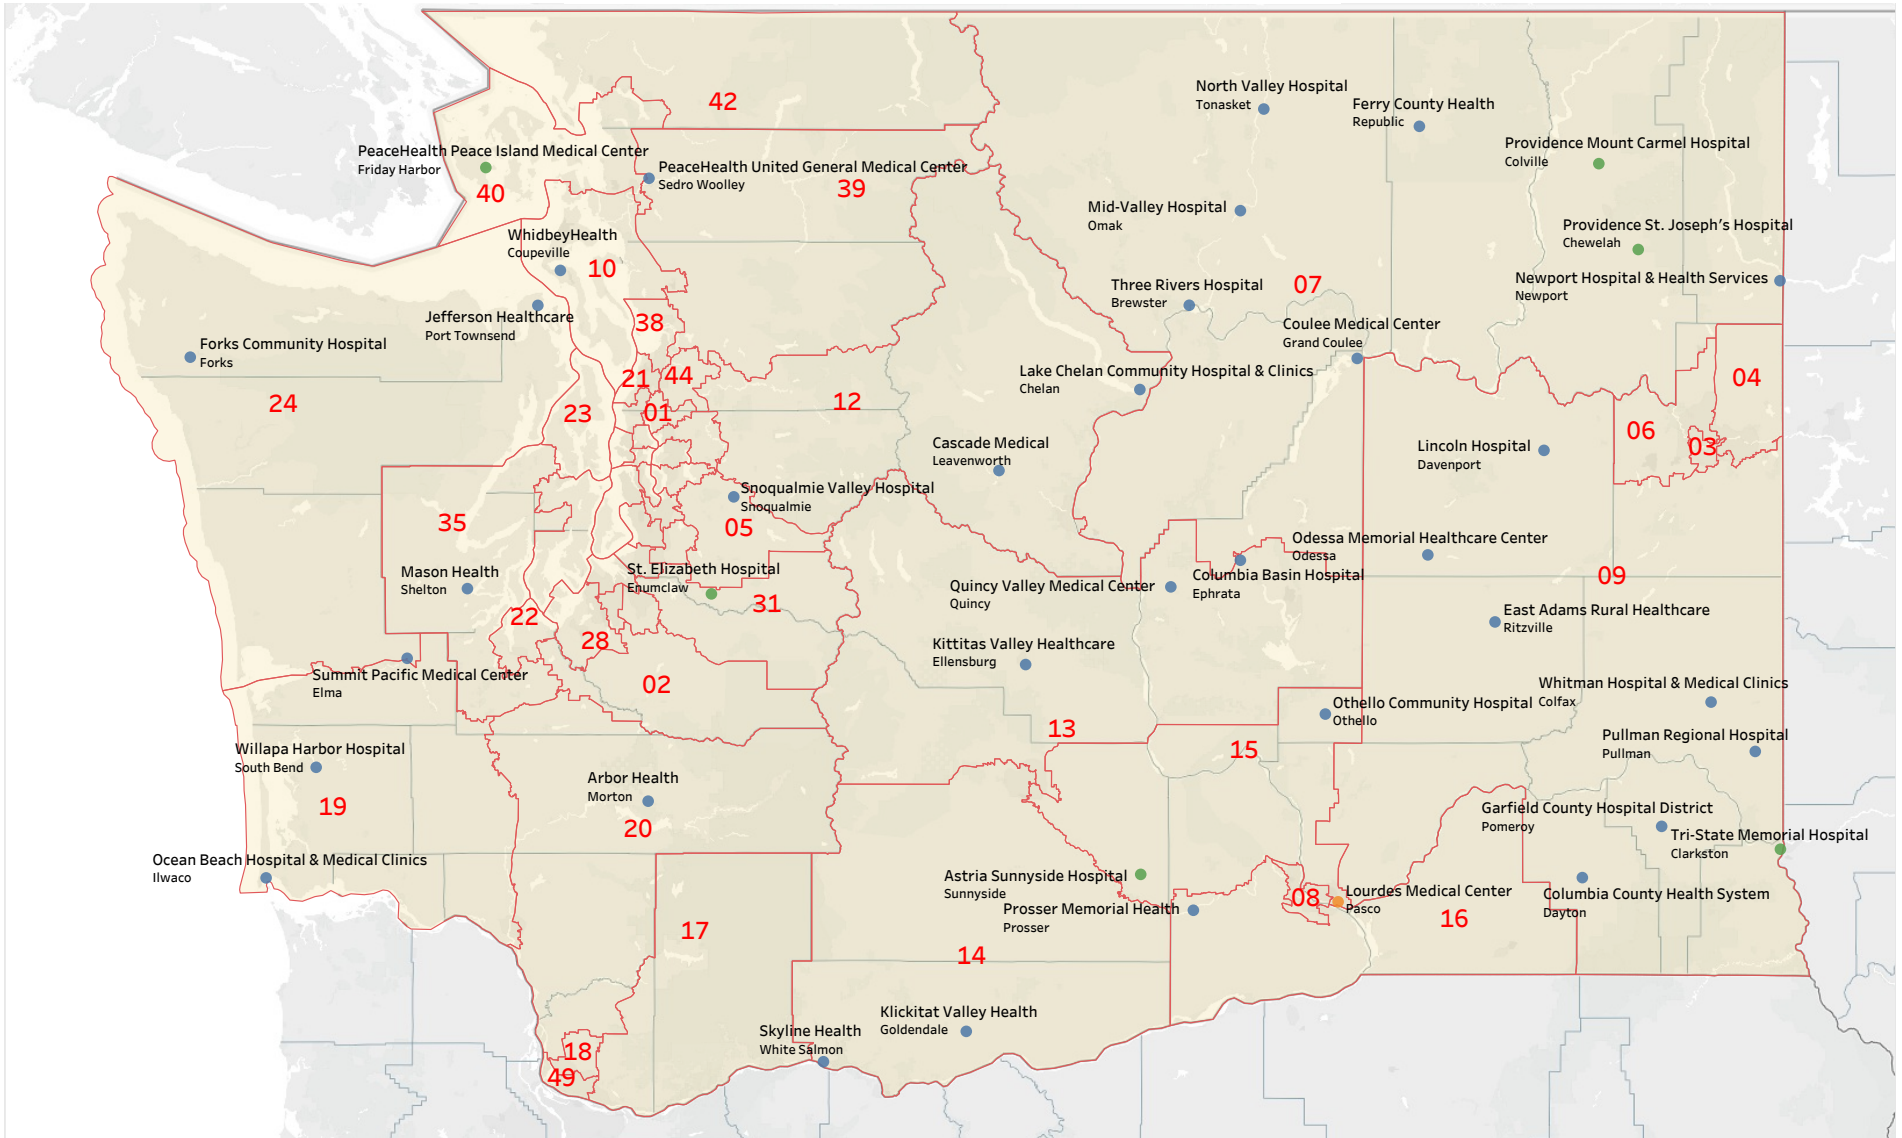 North Valley Hospital
Tonasket
42
Ferry County Health
Republic
Providence Mount Carmel Hospital
Colville
PeaceHealth Peace Island Medical Center
Friday Harbor
PeaceHealth United General Medical Center
Sedro Woolley
40
39
Mid-Valley Hospital
Omak
Providence St. Joseph's Hospital
Chewelah
WhidbeyHealth
Coupeville
10
Newport Hospital & Health Services
Newport
Three Rivers Hospital
Brewster
07
Jefferson Healthcare
Port Townsend
38
Coulee Medical Center
Grand Coulee
Forks Community Hospital
Forks
Lake Chelan Community Hospital & Clinics
Chelan
21
44
04
24
23
01
12
06
03
Cascade Medical
Leavenworth
Lincoln Hospital
Davenport
Snoqualmie Valley Hospital
Snoqualmie
35
05
Odessa Memorial Healthcare Center
Odessa
Mason Health
Shelton
St. Elizabeth Hospital
Enumclaw
Quincy Valley Medical Center
Quincy
Columbia Basin Hospital
Ephrata
09
31
22
East Adams Rural Healthcare
Ritzville
28
Kittitas Valley Healthcare
Ellensburg
Summit Pacific Medical Center
Elma
02
Whitman Hospital & Medical Clinics
Colfax
Othello Community Hospital
Othello
13
Pullman Regional Hospital
Pullman
Willapa Harbor Hospital
South Bend
15
Arbor Health
Morton
19
20
Garfield County Hospital District
Pomeroy
Tri-State Memorial Hospital
Clarkston
Ocean Beach Hospital & Medical Clinics
Ilwaco
Astria Sunnyside Hospital
Sunnyside
08
Lourdes Medical Center
Pasco
Columbia County Health System
Dayton
Prosser Memorial Health
Prosser
16
17
14
Klickitat Valley Health
Goldendale
Skyline Health
White Salmon
18
49